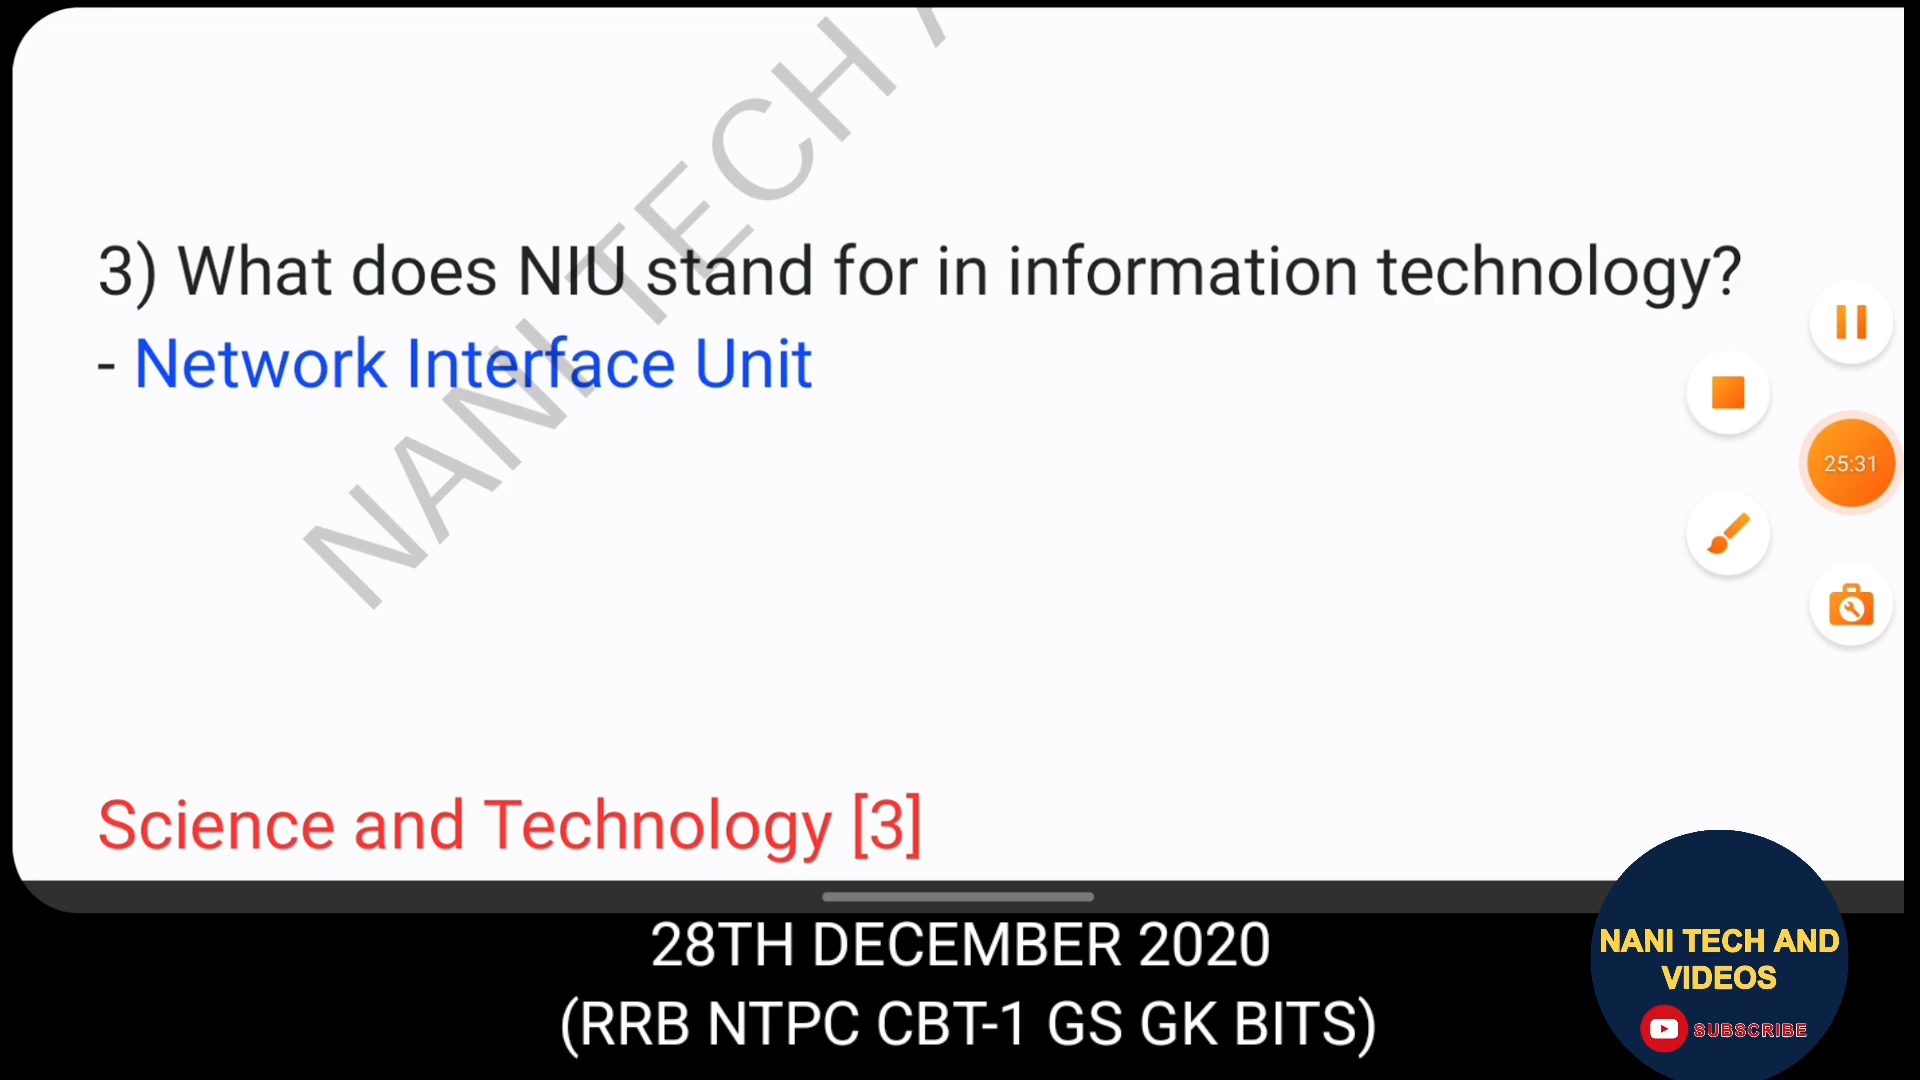 NANI TECH
3) What does NIU stand for in information technology?
- Network Interface Unit
25:31
Science and Technology [3]
28TH DECEMBER 2020
(RRB NTPC CBT-1 GS GK BITS)
NANI TECH AND
VIDEOS
SUBSCRIBE